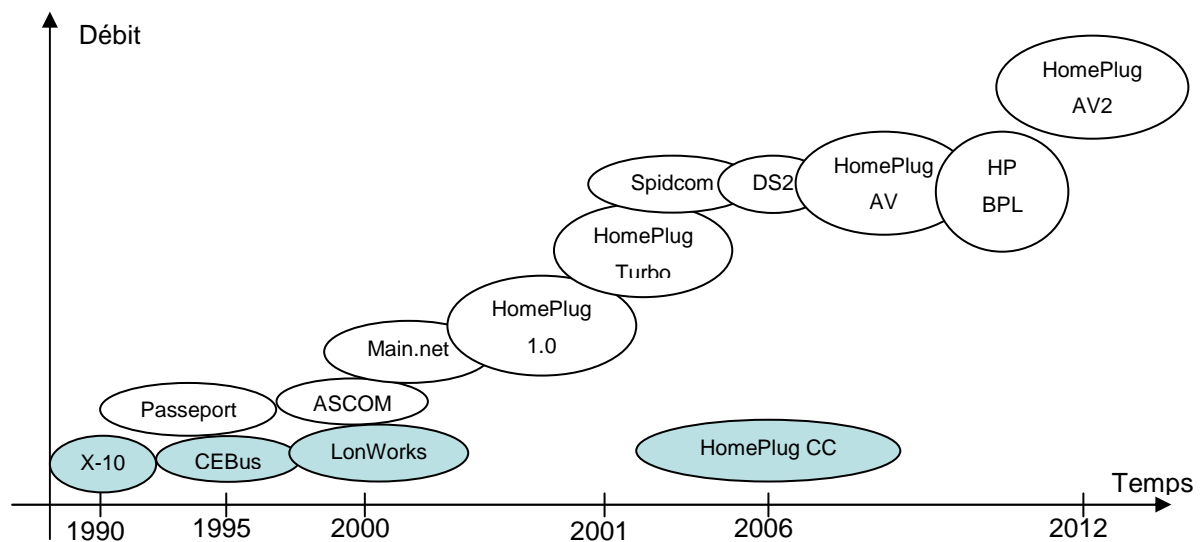 Débit
HomePlug
AV2
Spidcom
DS2
HomePlug
AV
HP
BPL
HomePlug
Turbo
HomePlug
1.0
Main.net
Passeport
ASCOM
X-10
CEBus
LonWorks
HomePlug CC
Temps
1990
1995
2000
2001
2006
2012